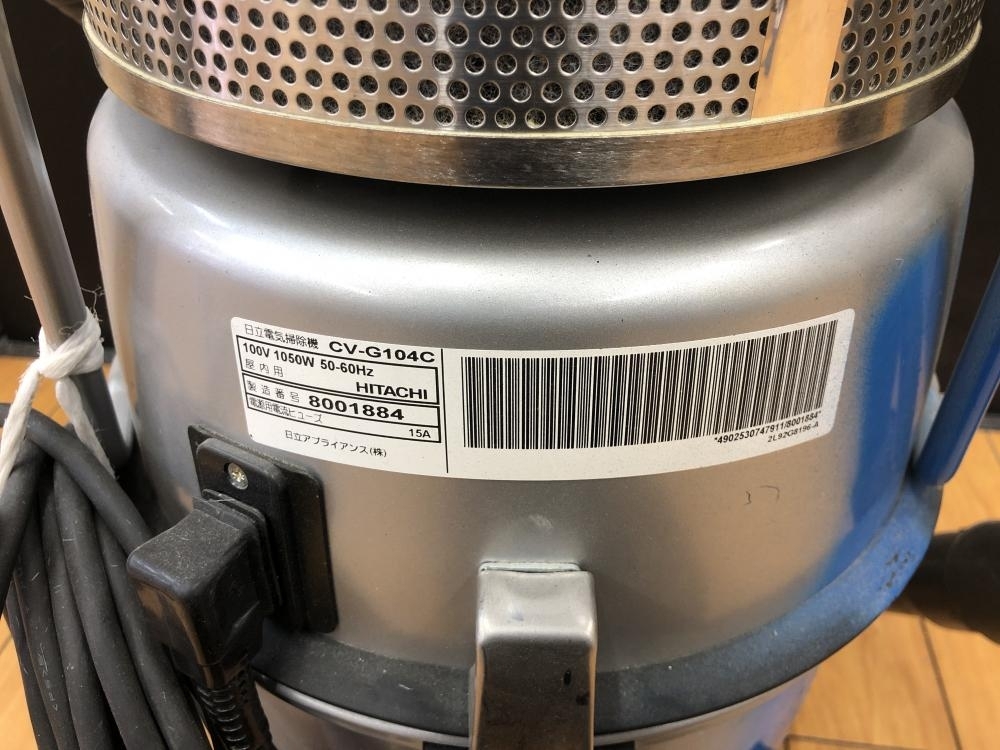 日立電気掃除機 CV-G104C
100V 1050W 50-60Hz
屋内用 HITACHI
製造番号 8001884
電源用電流ヒューズ 15A
日立アプライアンス(株)
*4902530747911/8001884*
2L92G8196-A